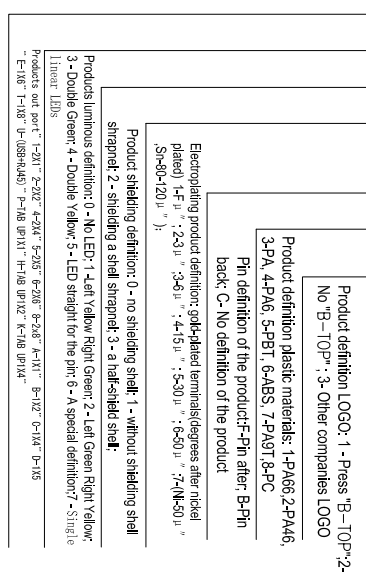 Product definition LOGO: 1 - Press "B－TOP";2-
No "B－TOP"; 3- Other companies LOGO
Product definition plastic materials: 1-PA66,2-PA46,
3-PA, 4-PA6, 5-PBT, 6-ABS, 7-PA9T,8-PC
Pin definition of the product:F-Pin after; B-Pin
back; C- No definition of the product
Electroplating product definition: gold-plated terminals(degrees after nickel
plated) 1-F μ " ; 2-3 μ " ;3-6 μ " ; 4-15 μ " ; 5-30 μ " ;6-50 μ " ;7-(Ni-50 μ "
,Sn-80-120 μ " ) ;
Product shielding definition: 0 - no shielding shell; 1 - without shielding shell
shrapnel; 2 - shielding a shell shrapnel; 3 - a half-shield shell;
Products luminous definition; 0 - No LED; 1 -Left Yellow Right Green; 2 - Left Green Right Yellow;
3 - Double Green; 4 - Double Yellow; 5 - LED straight for the pin; 6 - A special definition;7 - Single
linear LEDs
Products out port" 1-2X1" 2-2X2" 4-2X4" 5-2X5" 6-2X6" 8-2x8" A-1X1" B-1X2" C-1X4" D-1X5
" E-1X6" T-1X8" U-(USB+RJ45) " P-TAB UP1X1" H-TAB UP1X2" K-TAB UP1X4"